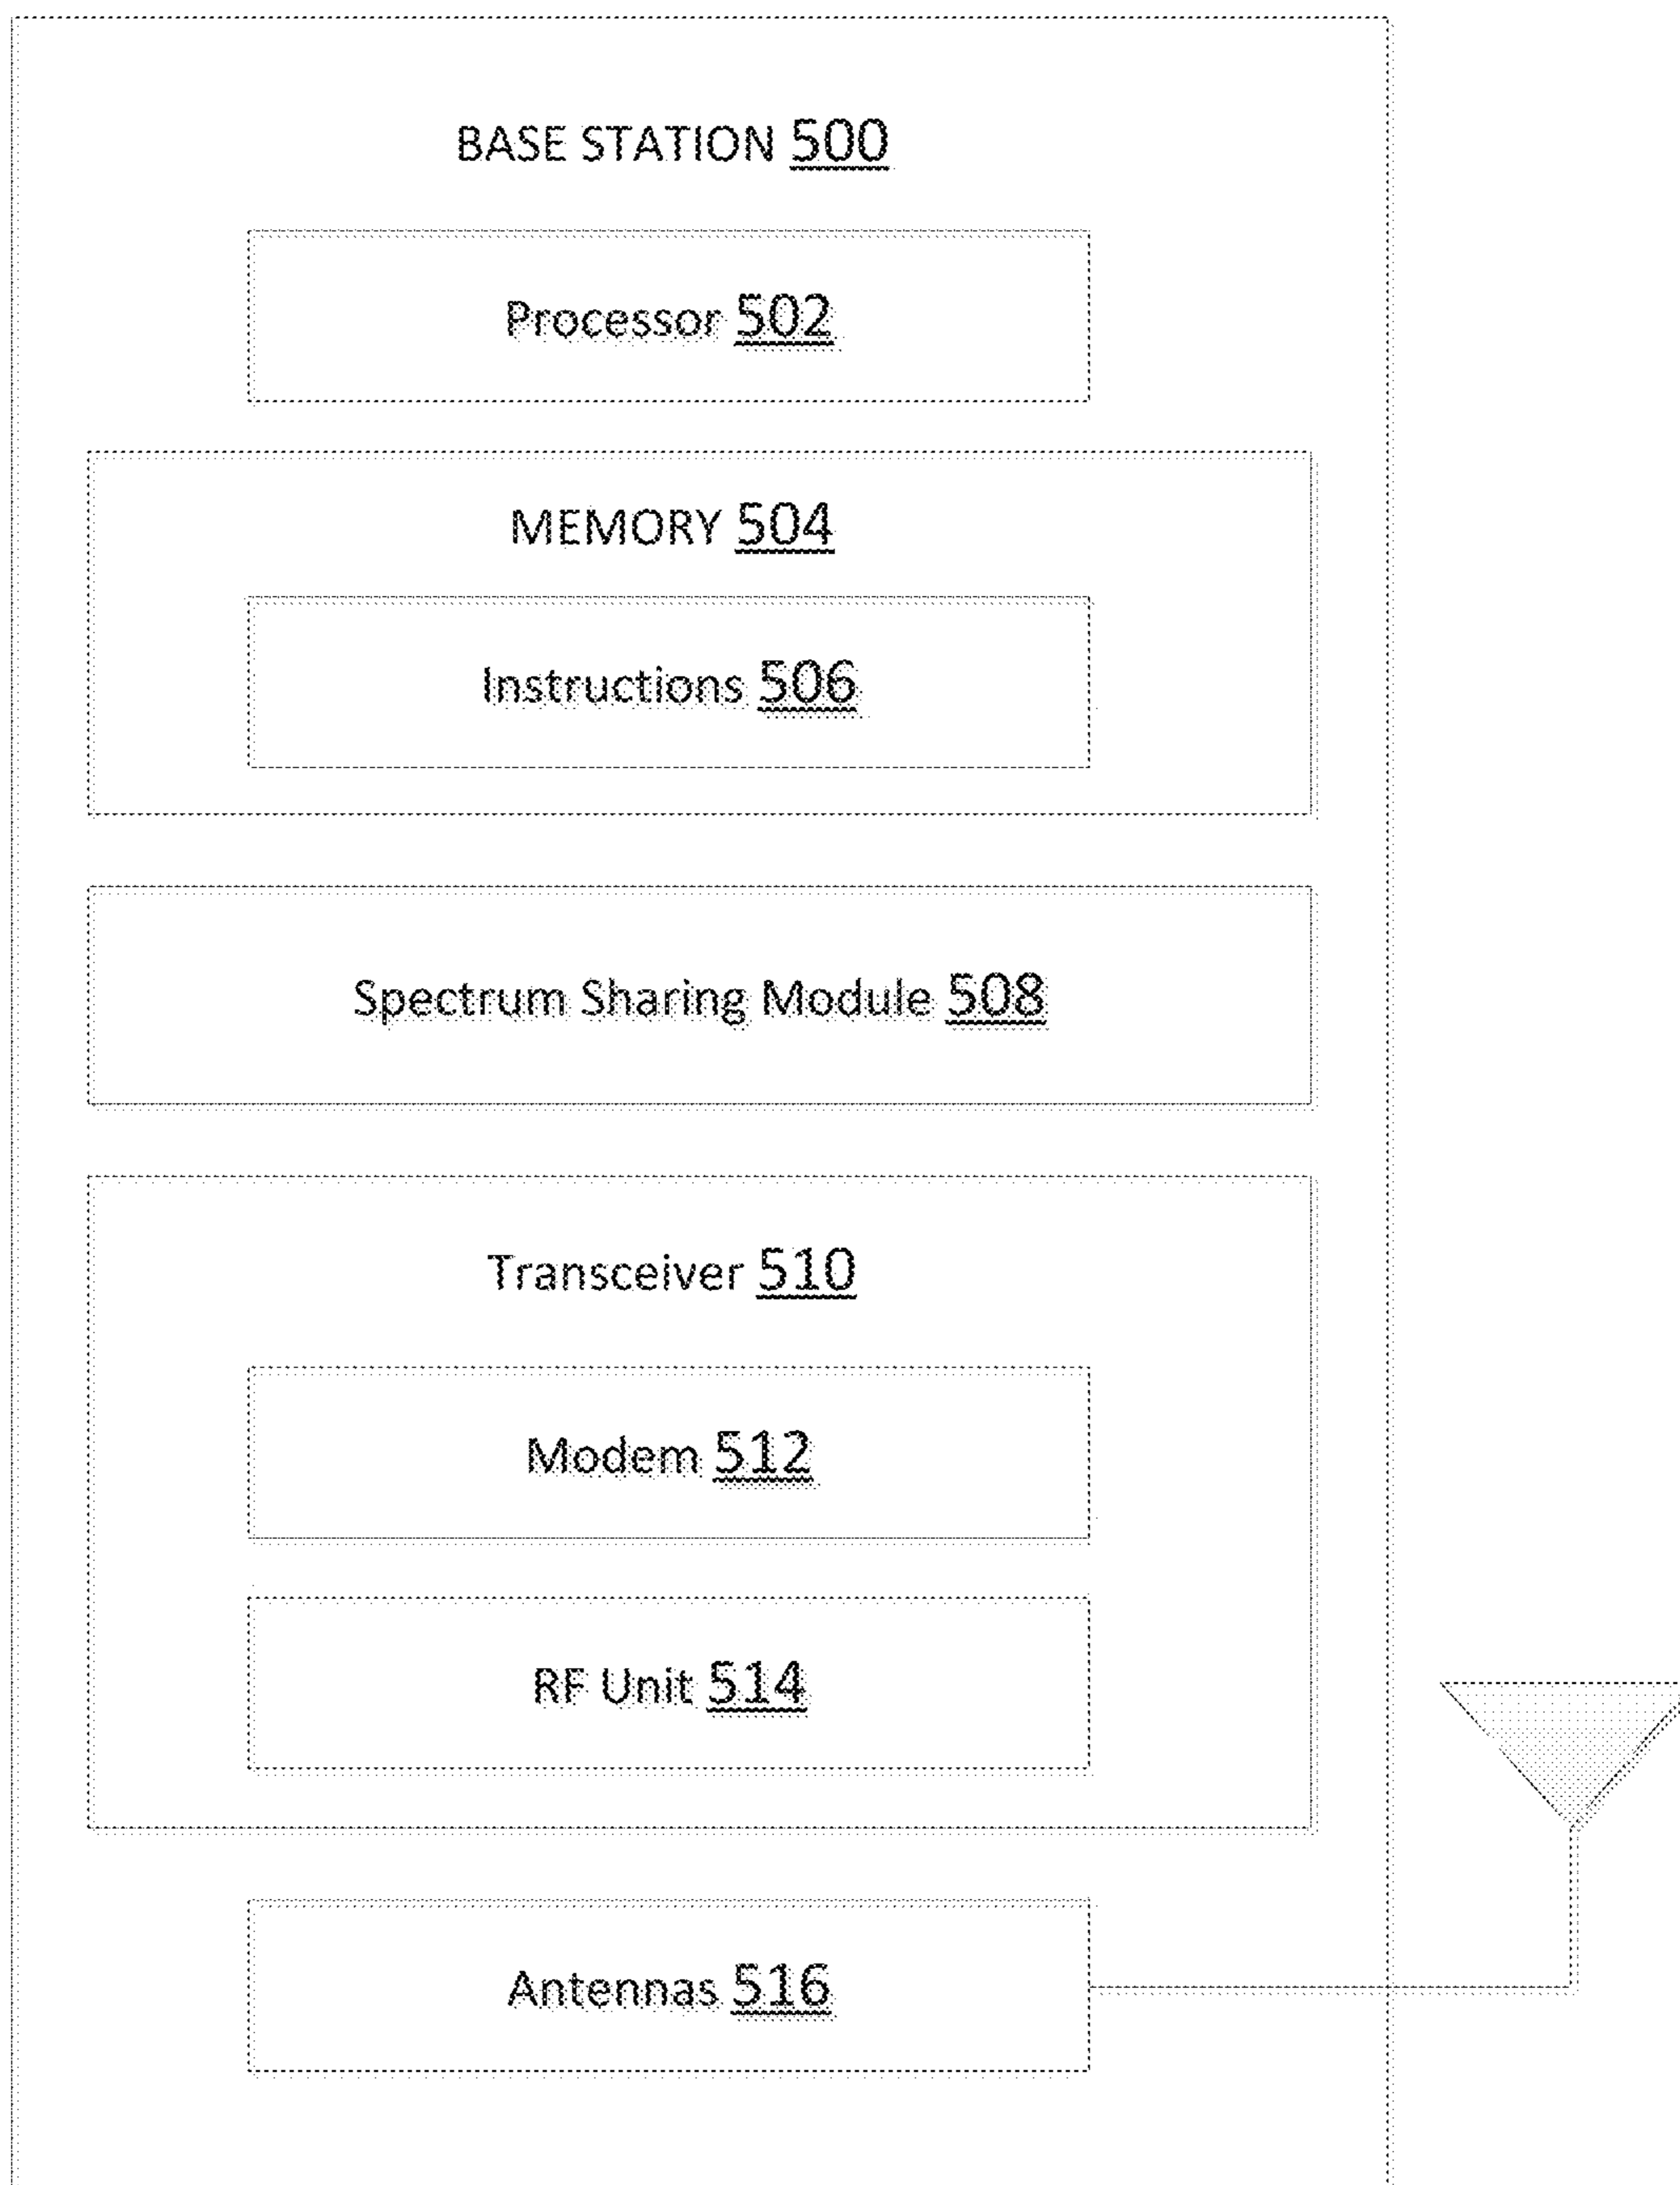 BASE STATION 500
Processor 502
MEMORY 504
Instructions 506
Spectrum Sharing Module 508
Transceiver 510
Modem 512
RF Unit 514
Antennas 516